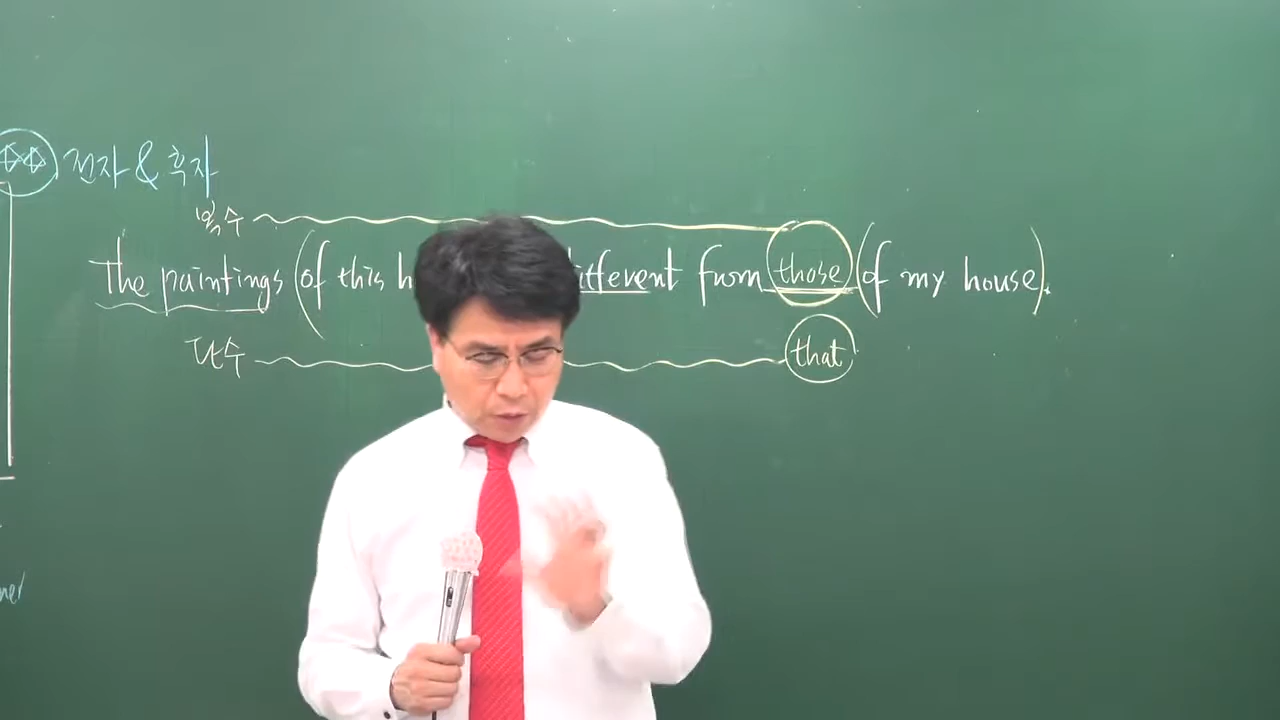 전자 & 후자
복수
The paintings (of this h different from those (of my house).
단수
that